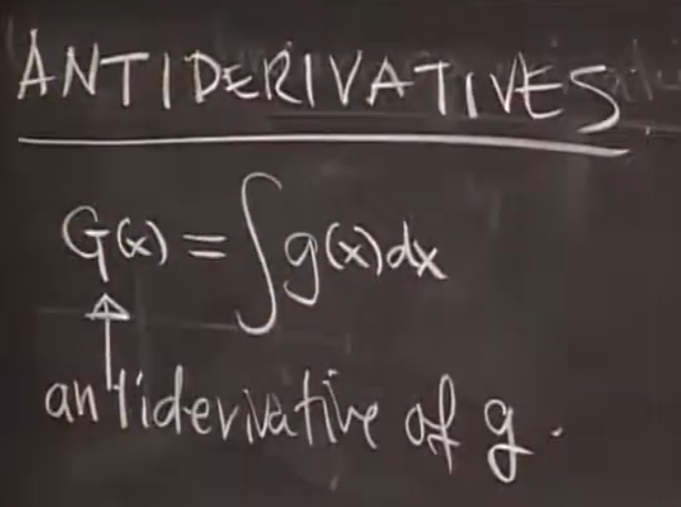 ANTIDERIVATIVES
G(x) = ∫g(x)dx
antiderivative of g.